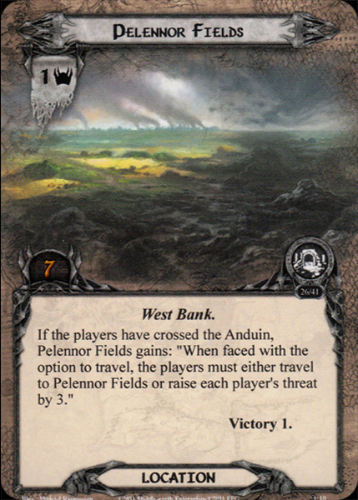 PELENNOR FIELDS
1
7
26/41
West Bank.
If the players have crossed the Anduin,
Pelennor Fields gains: "When faced with the
option to travel, the players must either travel
to Pelennor Fields or raise each player's threat
by 3."
Victory 1.
LOCATION